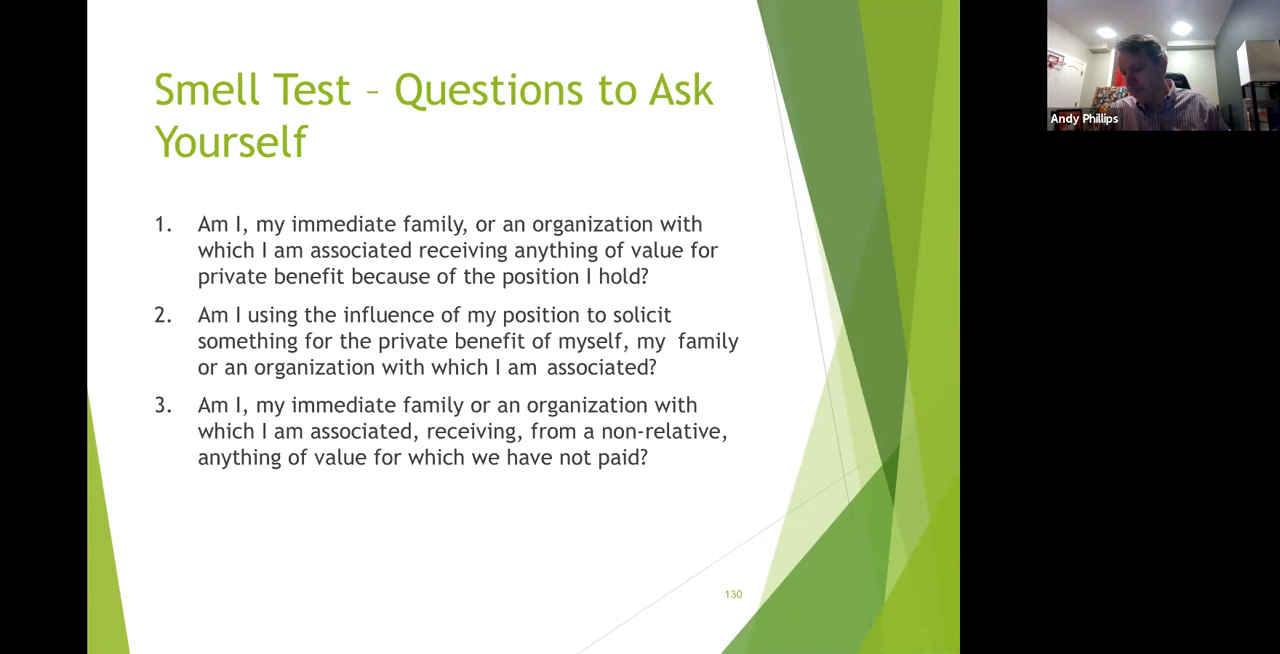 Smell Test – Questions to Ask
Yourself
1. Am I, my immediate family, or an organization with
which I am associated receiving anything of value for
private benefit because of the position I hold?
2. Am I using the influence of my position to solicit
something for the private benefit of myself, my family
or an organization with which I am associated?
3. Am I, my immediate family or an organization with
which I am associated, receiving, from a non-relative,
anything of value for which we have not paid?
130
Andy Phillips